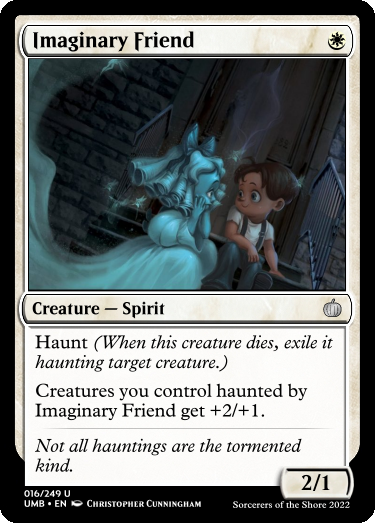 Imaginary Friend
Creature — Spirit
Haunt (When this creature dies, exile it
haunting target creature.)
Creatures you control haunted by
Imaginary Friend get +2/+1.
Not all hauntings are the tormented
kind.
2/1
016/249 U
UMB • EN Christopher Cunningham
Sorcerers of the Shore 2022